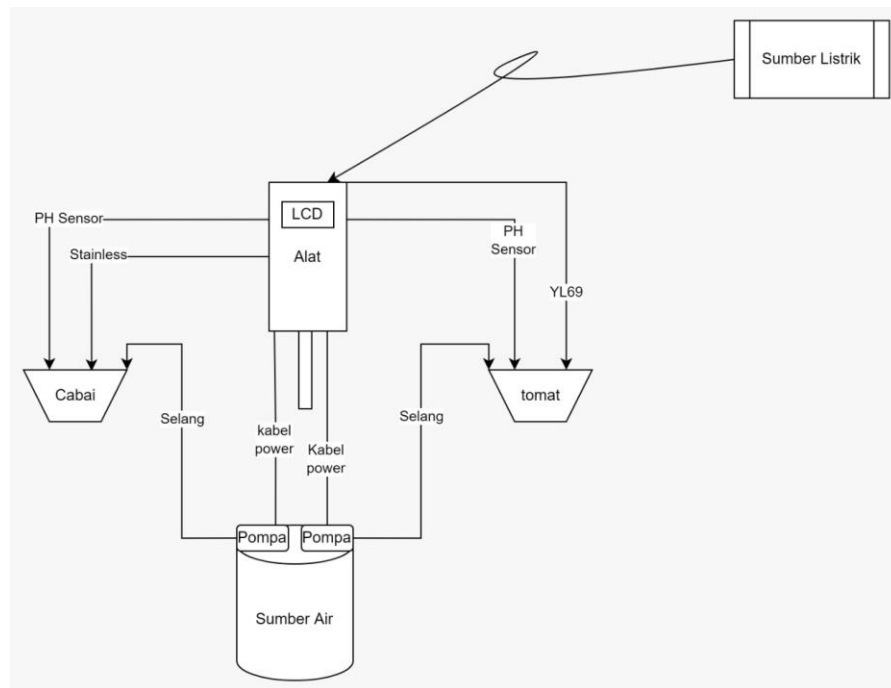 Sumber Listrik
LCD
Alat
PH Sensor
Stainless
PH
Sensor
YL69
Cabai
tomat
Selang
kabel
power
Kabel
power
Selang
Pompa
Pompa
Sumber Air